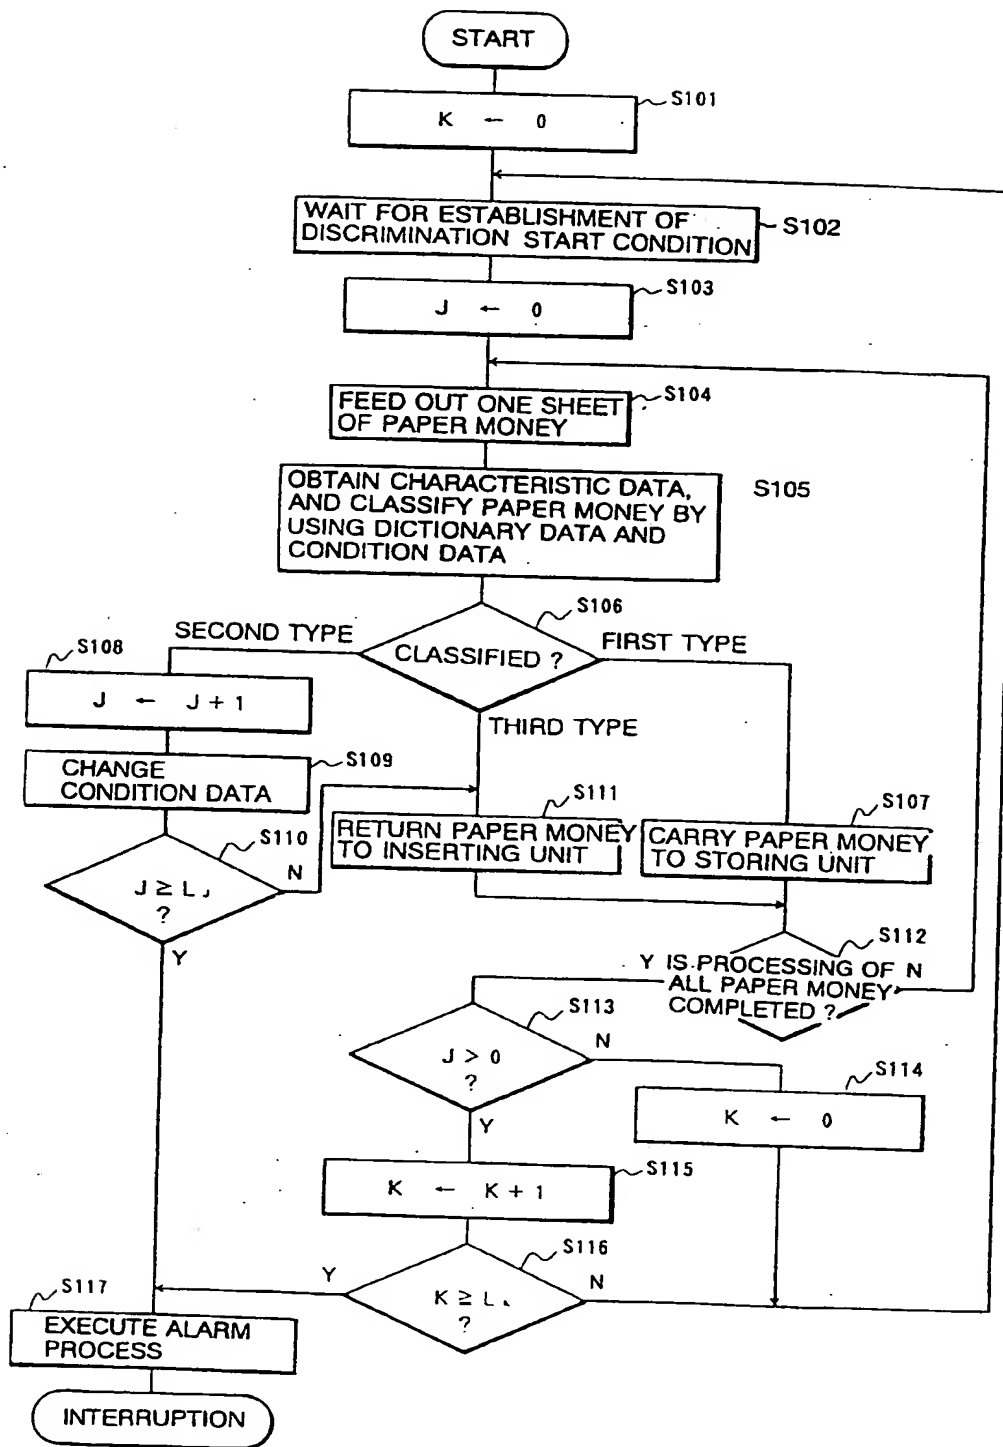 START
S101
K ← 0
WAIT FOR ESTABLISHMENT OF
DISCRIMINATION START CONDITION
S102
S103
J ← 0
S104
FEED OUT ONE SHEET
OF PAPER MONEY
OBTAIN CHARACTERISTIC DATA,
AND CLASSIFY PAPER MONEY BY
USING DICTIONARY DATA AND
CONDITION DATA
S105
S106
SECOND TYPE
CLASSIFIED ?
FIRST TYPE
THIRD TYPE
S108
J ← J + 1
S109
CHANGE
CONDITION DATA
S110
J ≥ L J
?
N
Y
S111
RETURN PAPER MONEY
TO INSERTING UNIT
S107
CARRY PAPER MONEY
TO STORING UNIT
S112
Y IS PROCESSING OF N
ALL PAPER MONEY
COMPLETED ?
S113
J > 0
?
N
Y
S114
K ← 0
S115
K ← K + 1
S116
Y
K ≥ L
?
N
S117
EXECUTE ALARM
PROCESS
INTERRUPTION